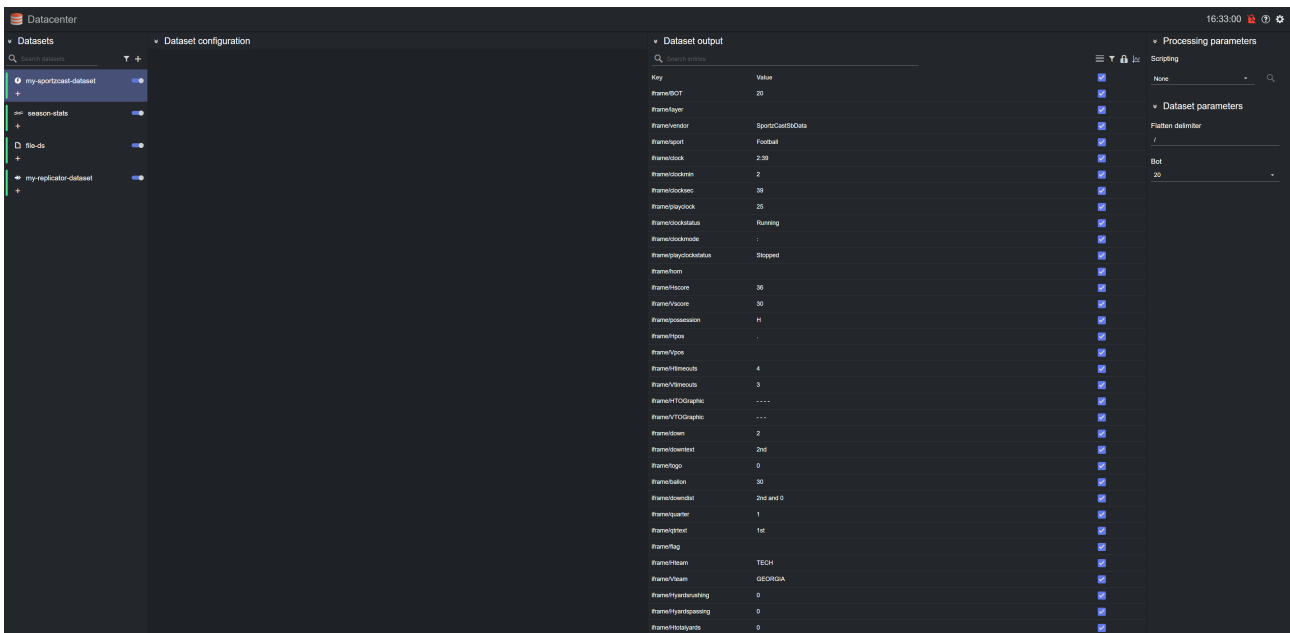 Datacenter
16:33:00
Datasets
Search datasets
my-sportzcast-dataset
+
season-stats
+
file-ds
+
my-replicator-dataset
+
Dataset configuration
Dataset output
Search entries
Key Value
iframe/BOT 20
iframe/layer
iframe/vendor SportzCastSbData
iframe/sport Football
iframe/clock 2:39
iframe/clockmin 2
iframe/clocksec 39
iframe/playclock 25
iframe/clockstatus Running
iframe/clockmode :
iframe/playclockstatus Stopped
iframe/horn
iframe/Hscore 36
iframe/Vscore 30
iframe/possession H
iframe/Hpos .
iframe/Vpos
iframe/Htimeouts 4
iframe/Vtimeouts 3
iframe/HTOGraphic - - - -
iframe/VTOGraphic - - -
iframe/down 2
iframe/downtext 2nd
iframe/togo 0
iframe/ballon 30
iframe/downdist 2nd and 0
iframe/quarter 1
iframe/qtrtext 1st
iframe/flag
iframe/Hteam TECH
iframe/Vteam GEORGIA
iframe/Hyardsrushing 0
iframe/Hyardspassing 0
iframe/Htotalyards 0
Processing parameters
Scripting
None
Dataset parameters
Flatten delimiter
/
Bot
20